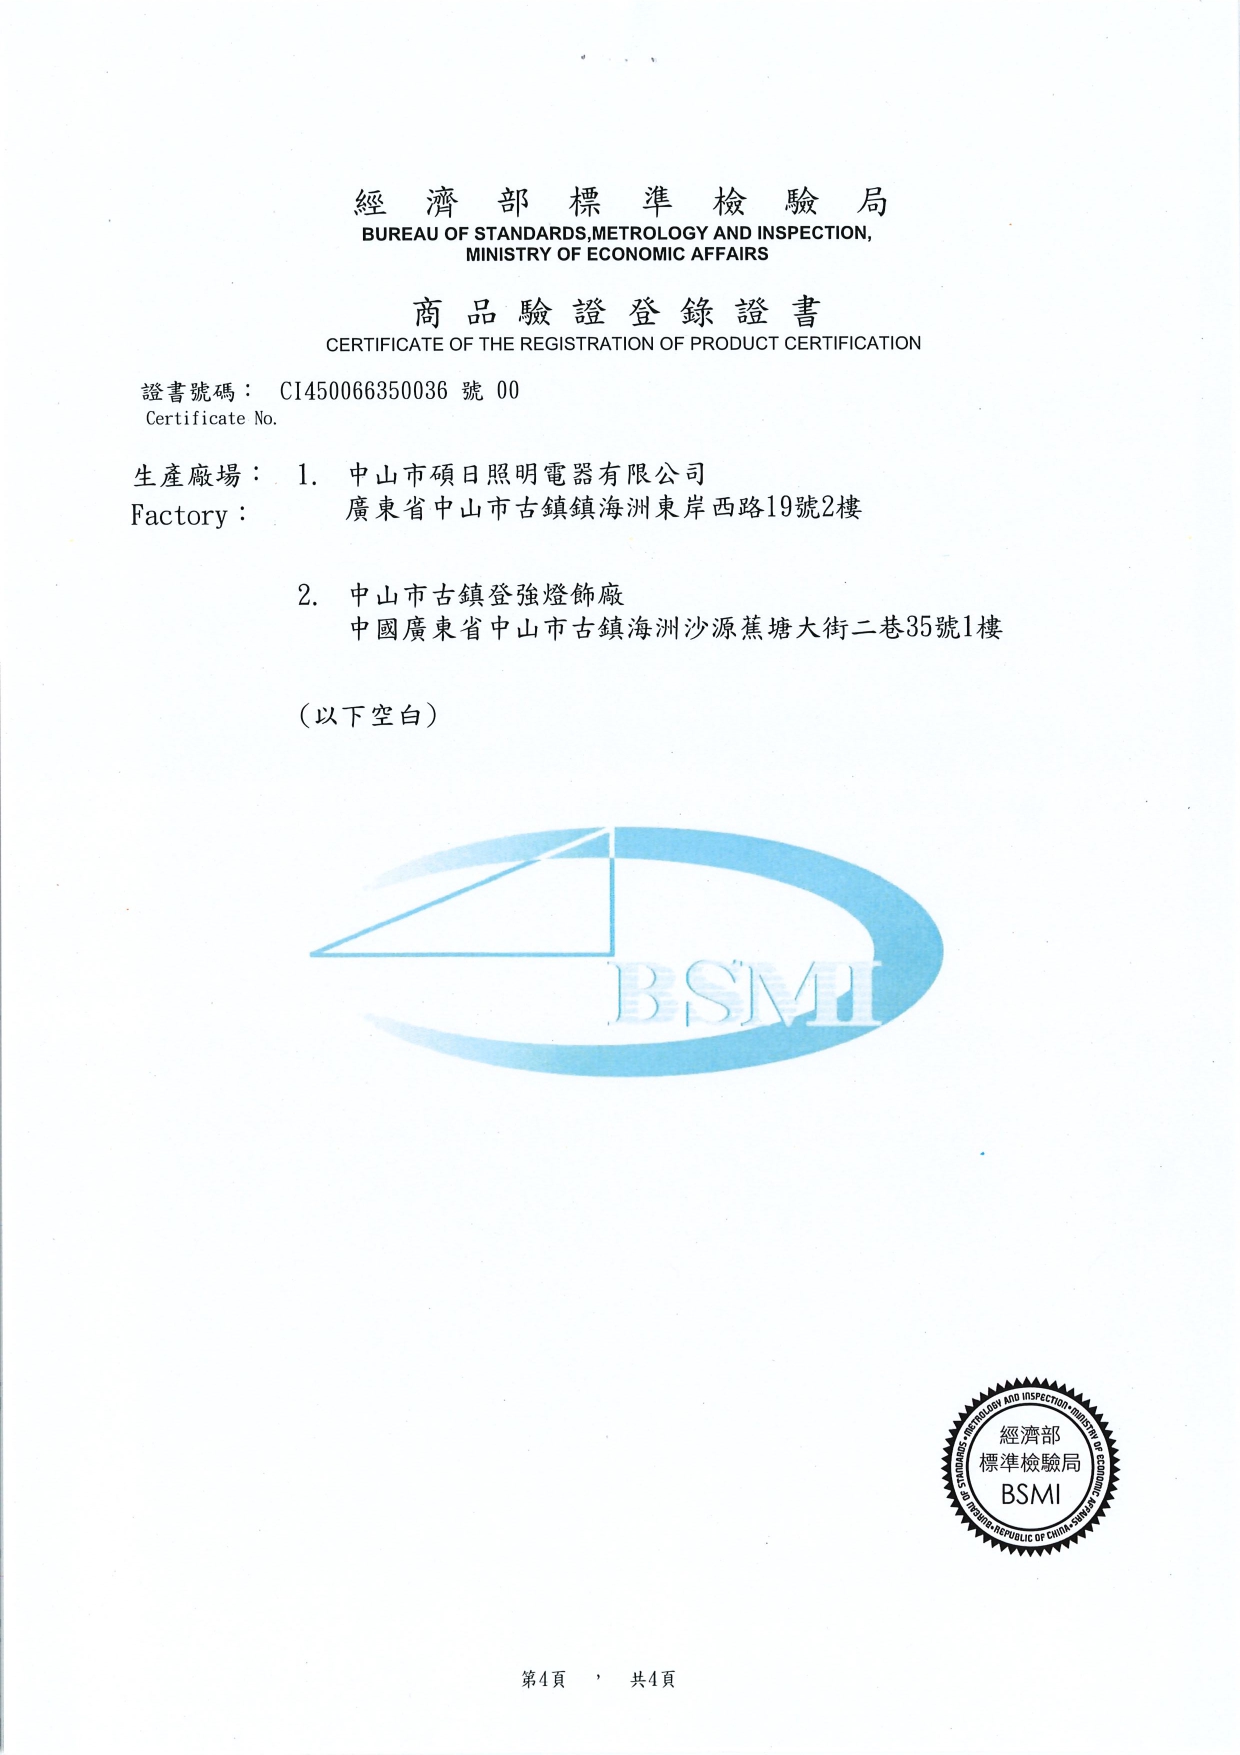 經濟部標準檢驗局
BUREAU OF STANDARDS,METROLOGY AND INSPECTION,
MINISTRY OF ECONOMIC AFFAIRS
商品驗證登錄證書
CERTIFICATE OF THE REGISTRATION OF PRODUCT CERTIFICATION
證書號碼： CI450066350036 號 00
Certificate No.
生產廠場： 1. 中山市碩日照明電器有限公司
Factory： 廣東省中山市古鎮鎮海洲東岸西路19號2樓
2. 中山市古鎮登強燈飾廠
中國廣東省中山市古鎮海洲沙源蕉塘大街二巷35號1樓
(以下空白)
BSMI
BUREAU OF STANDARDS•METROLOGY AND INSPECTION•MINISTRY OF ECONOMIC AFFAIRS•REPUBLIC OF CHINA•
經濟部
標準檢驗局
BSMI
第4頁 ， 共4頁